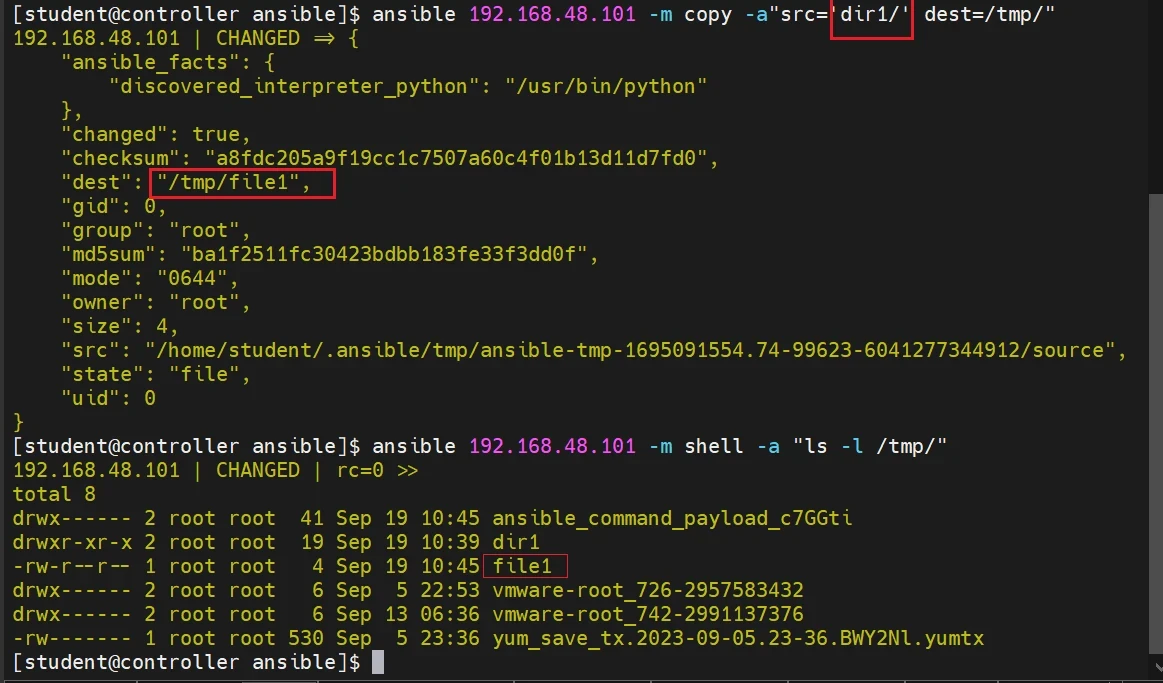 [student@controller ansible]$ ansible 192.168.48.101 -m copy -a"src='dir1/' dest=/tmp/"
192.168.48.101 | CHANGED => {
    "ansible_facts": {
        "discovered_interpreter_python": "/usr/bin/python"
    },
    "changed": true,
    "checksum": "a8fdc205a9f19cc1c7507a60c4f01b13d11d7fd0",
    "dest": "/tmp/file1",
    "gid": 0,
    "group": "root",
    "md5sum": "ba1f2511fc30423bdbb183fe33f3dd0f",
    "mode": "0644",
    "owner": "root",
    "size": 4,
    "src": "/home/student/.ansible/tmp/ansible-tmp-1695091554.74-99623-6041277344912/source",
    "state": "file",
    "uid": 0
}
[student@controller ansible]$ ansible 192.168.48.101 -m shell -a "ls -l /tmp/"
192.168.48.101 | CHANGED | rc=0 >>
total 8
drwx------ 2 root root  41 Sep 19 10:45 ansible_command_payload_c7GGti
drwxr-xr-x 2 root root  19 Sep 19 10:39 dir1
-rw-r--r-- 1 root root   4 Sep 19 10:45 file1
drwx------ 2 root root   6 Sep  5 22:53 vmware-root_726-2957583432
drwx------ 2 root root   6 Sep 13 06:36 vmware-root_742-2991137376
-rw------- 1 root root 530 Sep  5 23:36 yum_save_tx.2023-09-05.23-36.BWY2Nl.yumtx
[student@controller ansible]$